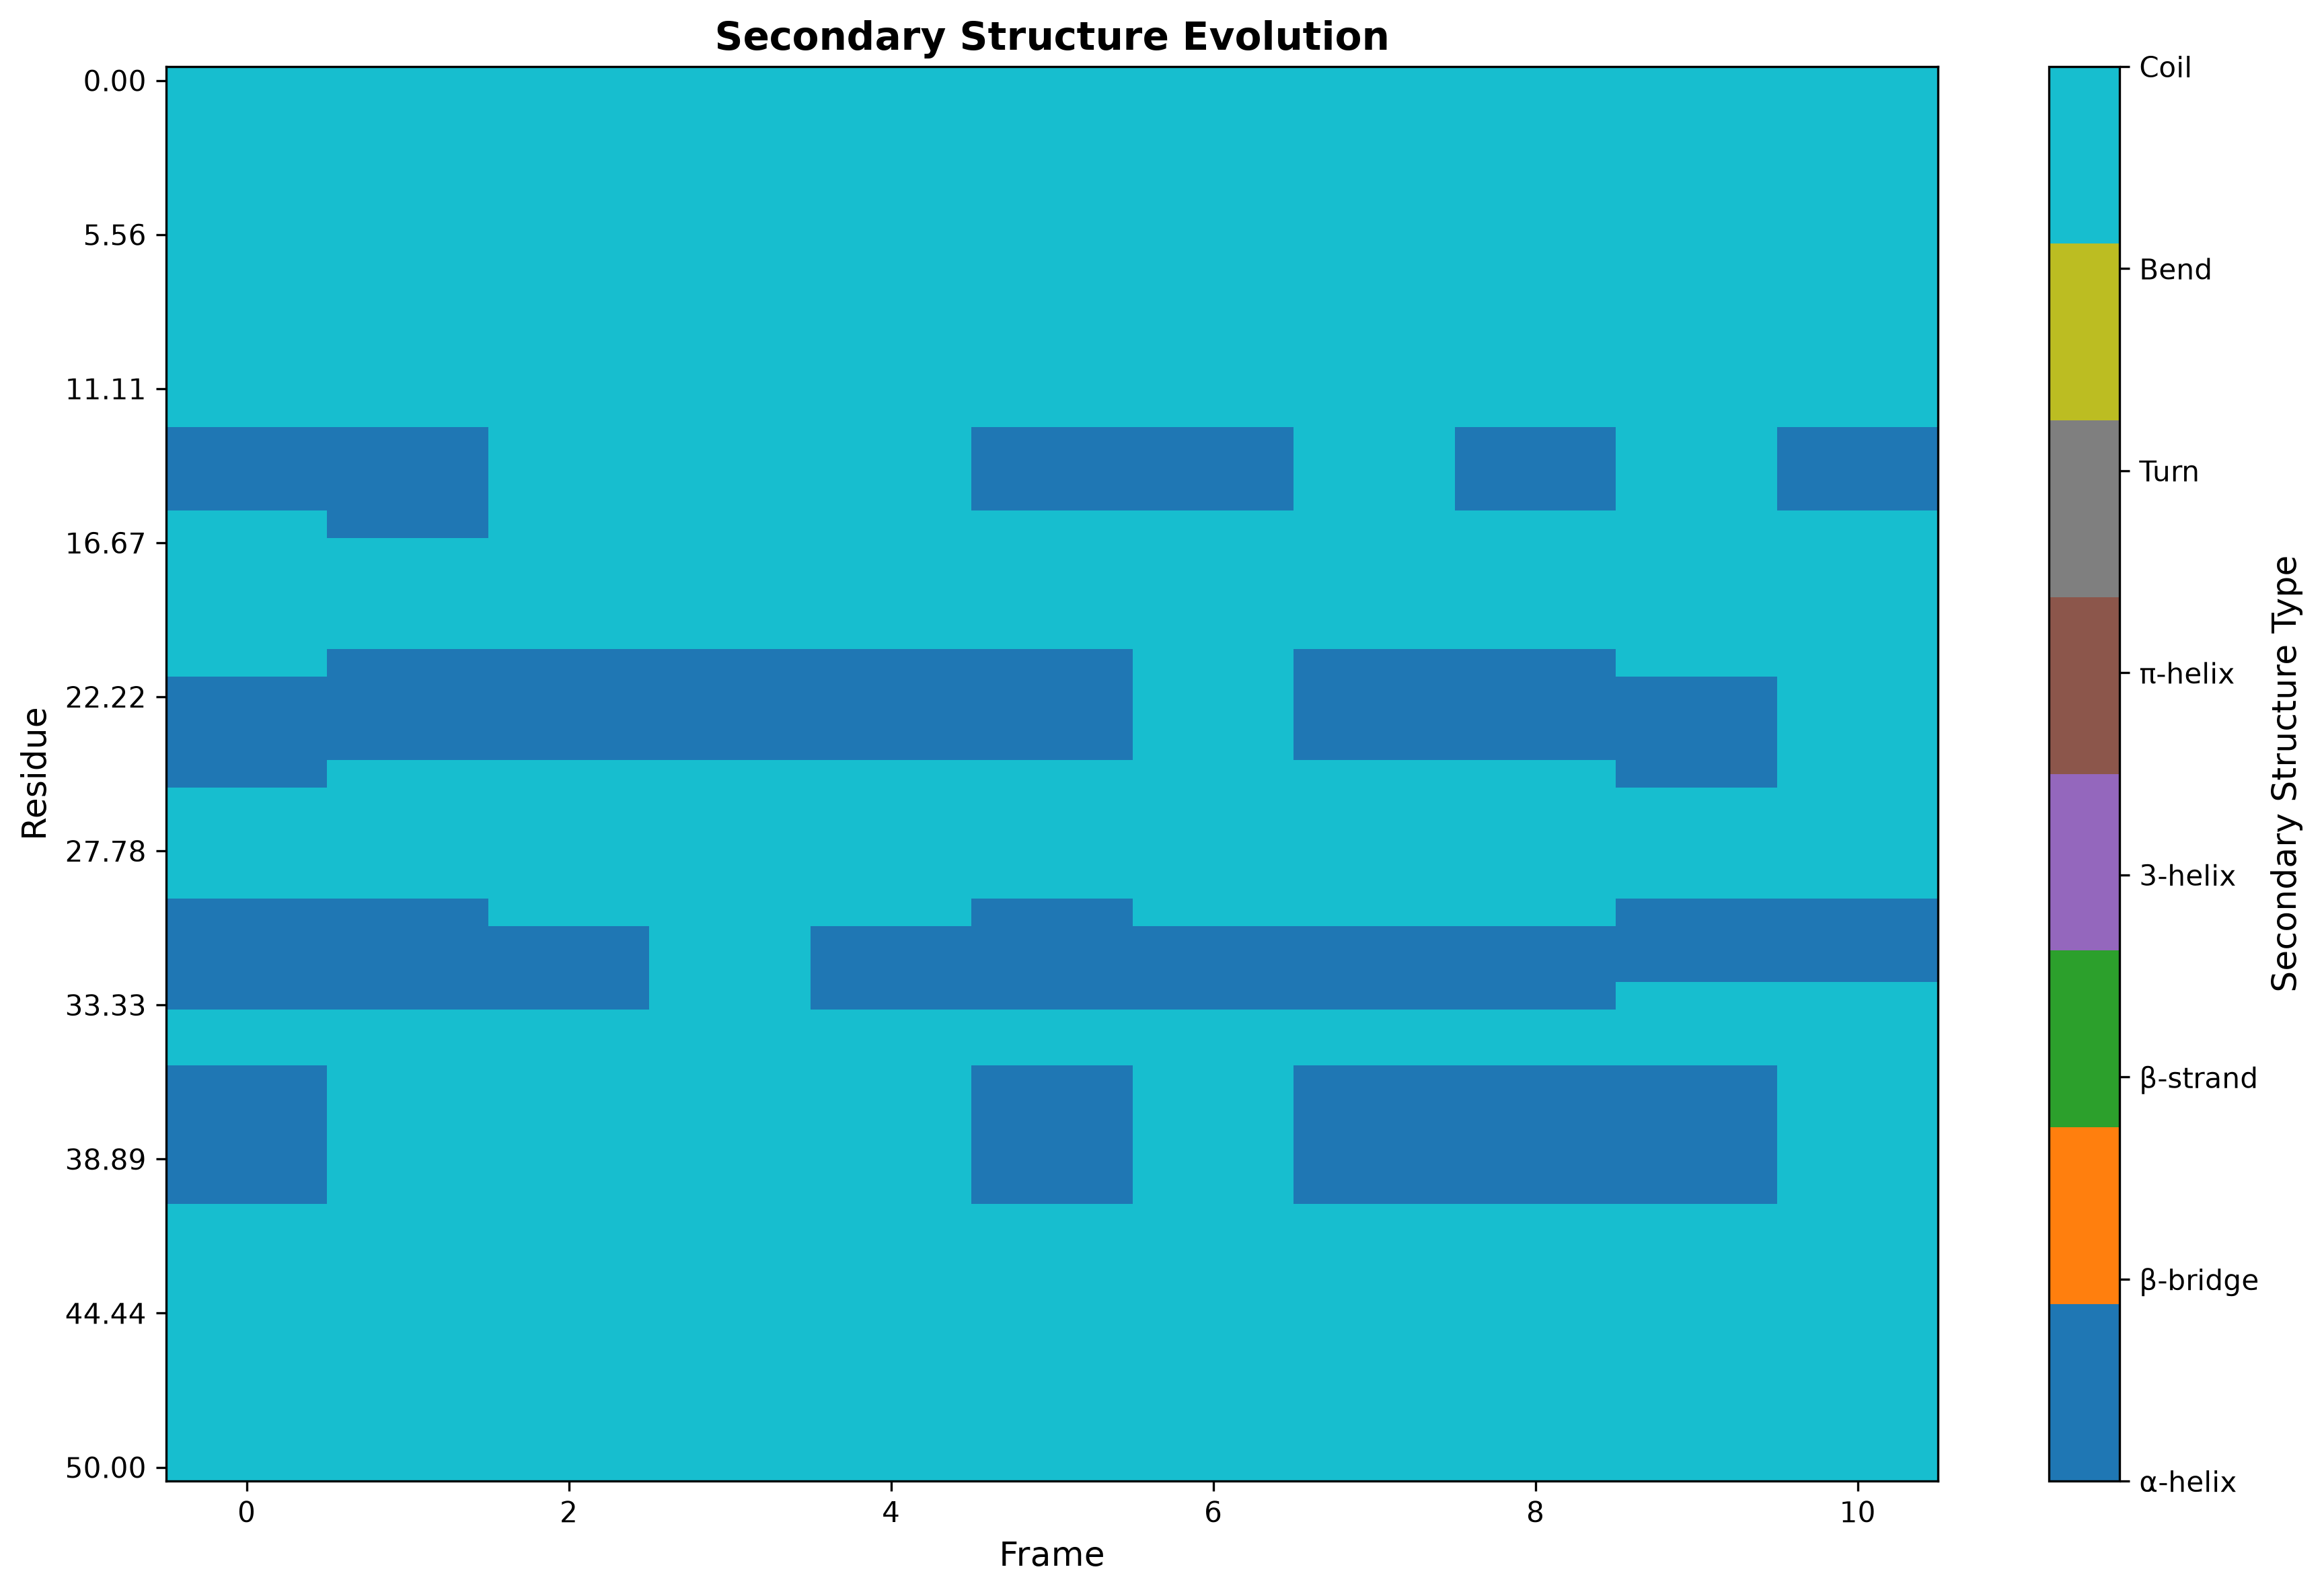 Secondary Structure Evolution
0.00
5.56
11.11
16.67
22.22
27.78
33.33
38.89
44.44
50.00
Residue
0 2 4 6 8 10
Frame
Coil
Bend
Turn
π-helix
3-helix
β-strand
β-bridge
α-helix
Secondary Structure Type